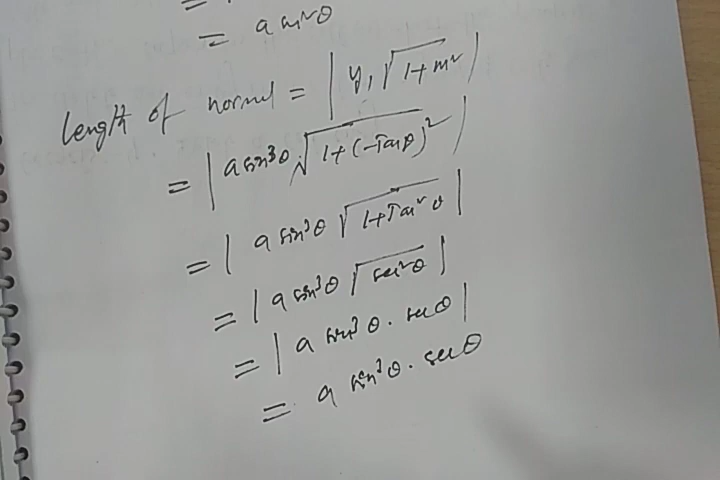 = a sin²θ
length of normal = | y₁ √1+m² |
= | a sin³θ √1+(-Tanθ)² |
= | a sin³θ √1+Tan²θ |
= | a sin³θ √sec²θ |
= | a sin³θ . secθ |
= a sin³θ . secθ